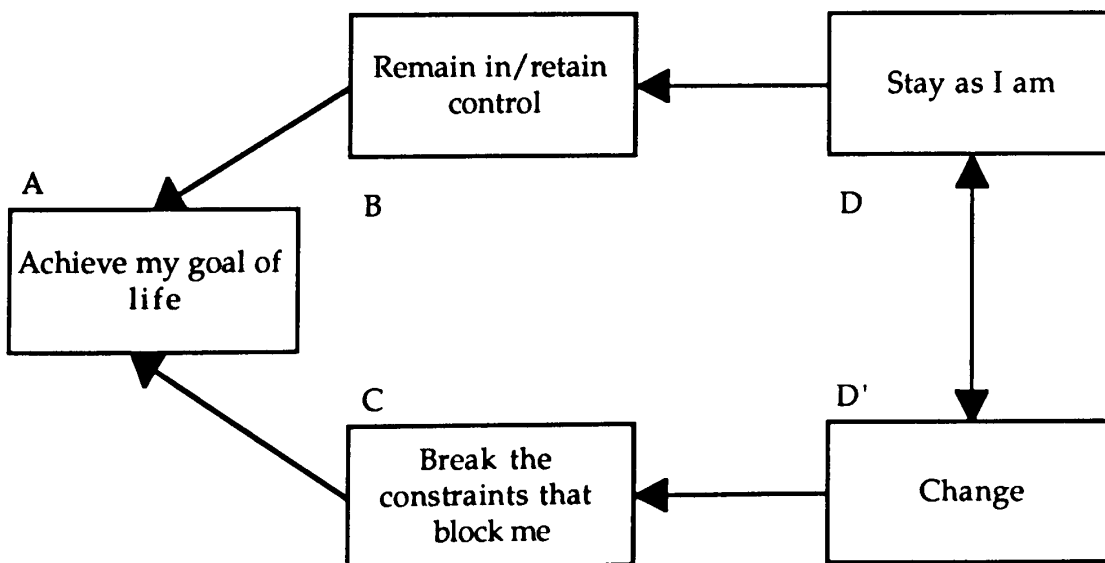 Remain in/retain
control
Stay as I am
A
B
D
Achieve my goal of
life
C
D'
Break the
constraints that
block me
Change